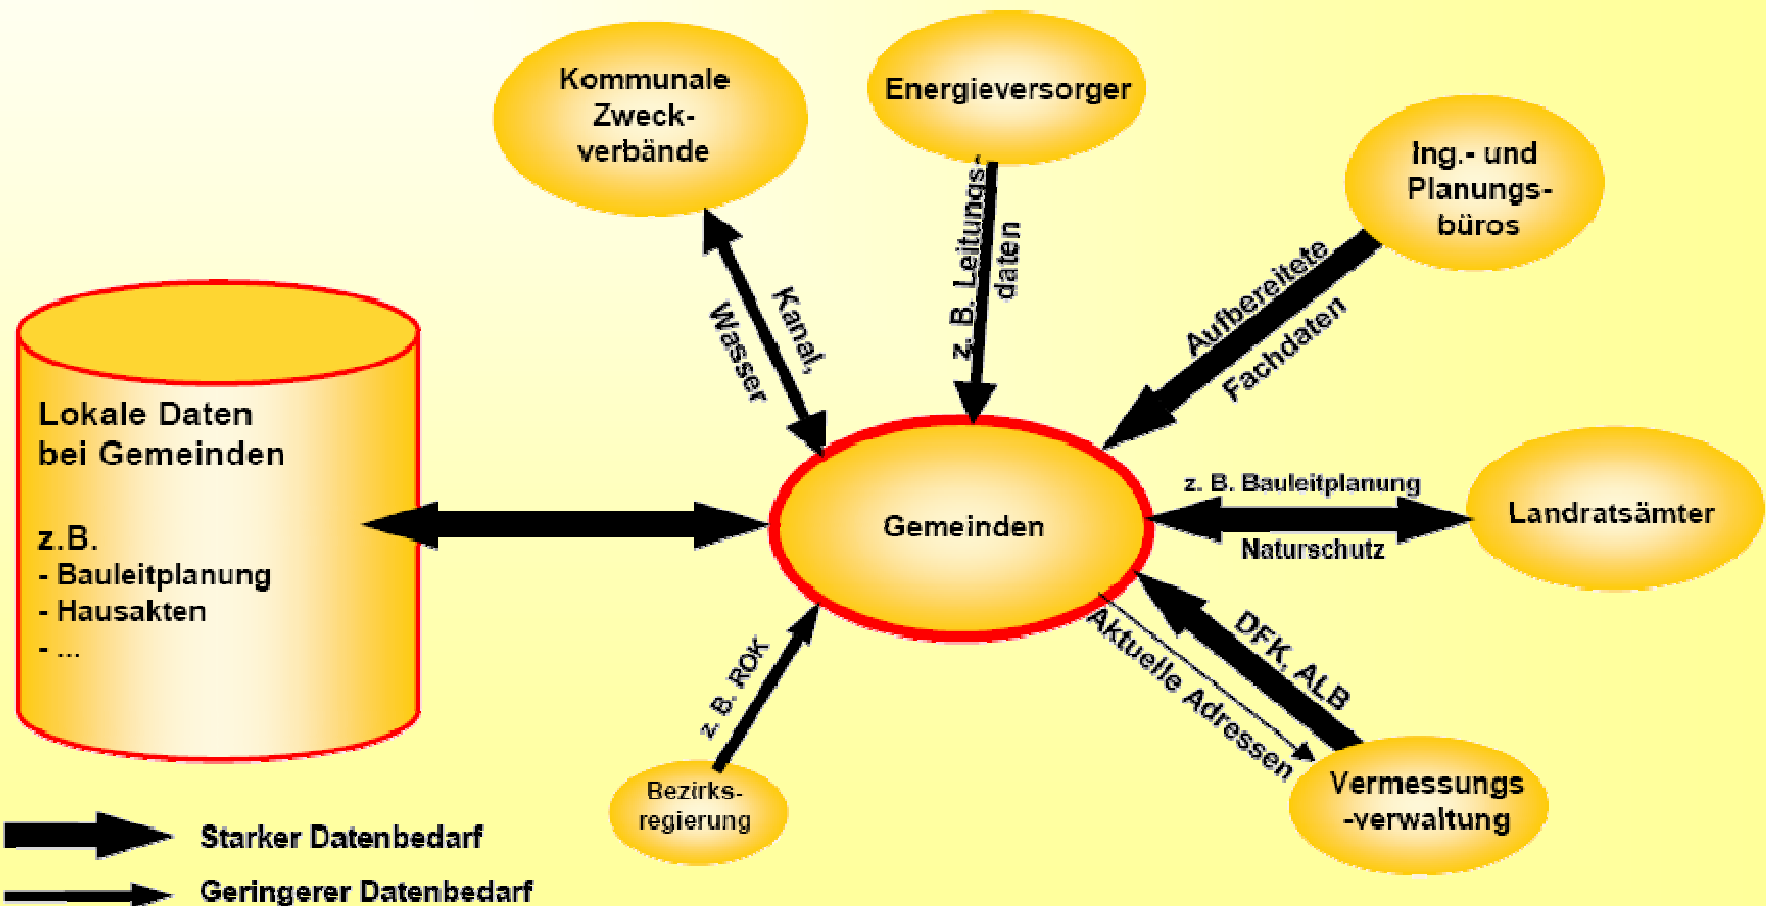 Kommunale
Zweck-
verbände
Energieversorger
Ing.- und
Planungs-
büros
z. B. Leitungs-
daten
Kanal,
Wasser
Aufbereitete
Fachdaten
Lokale Daten
bei Gemeinden
z.B.
- Bauleitplanung
- Hausakten
- ...
Gemeinden
z. B. Bauleitplanung
Naturschutz
Landratsämter
DFK, ALB
Aktuelle Adressen
z. B. ROK
Bezirks-
regierung
Vermessungs
-verwaltung
Starker Datenbedarf
Geringerer Datenbedarf